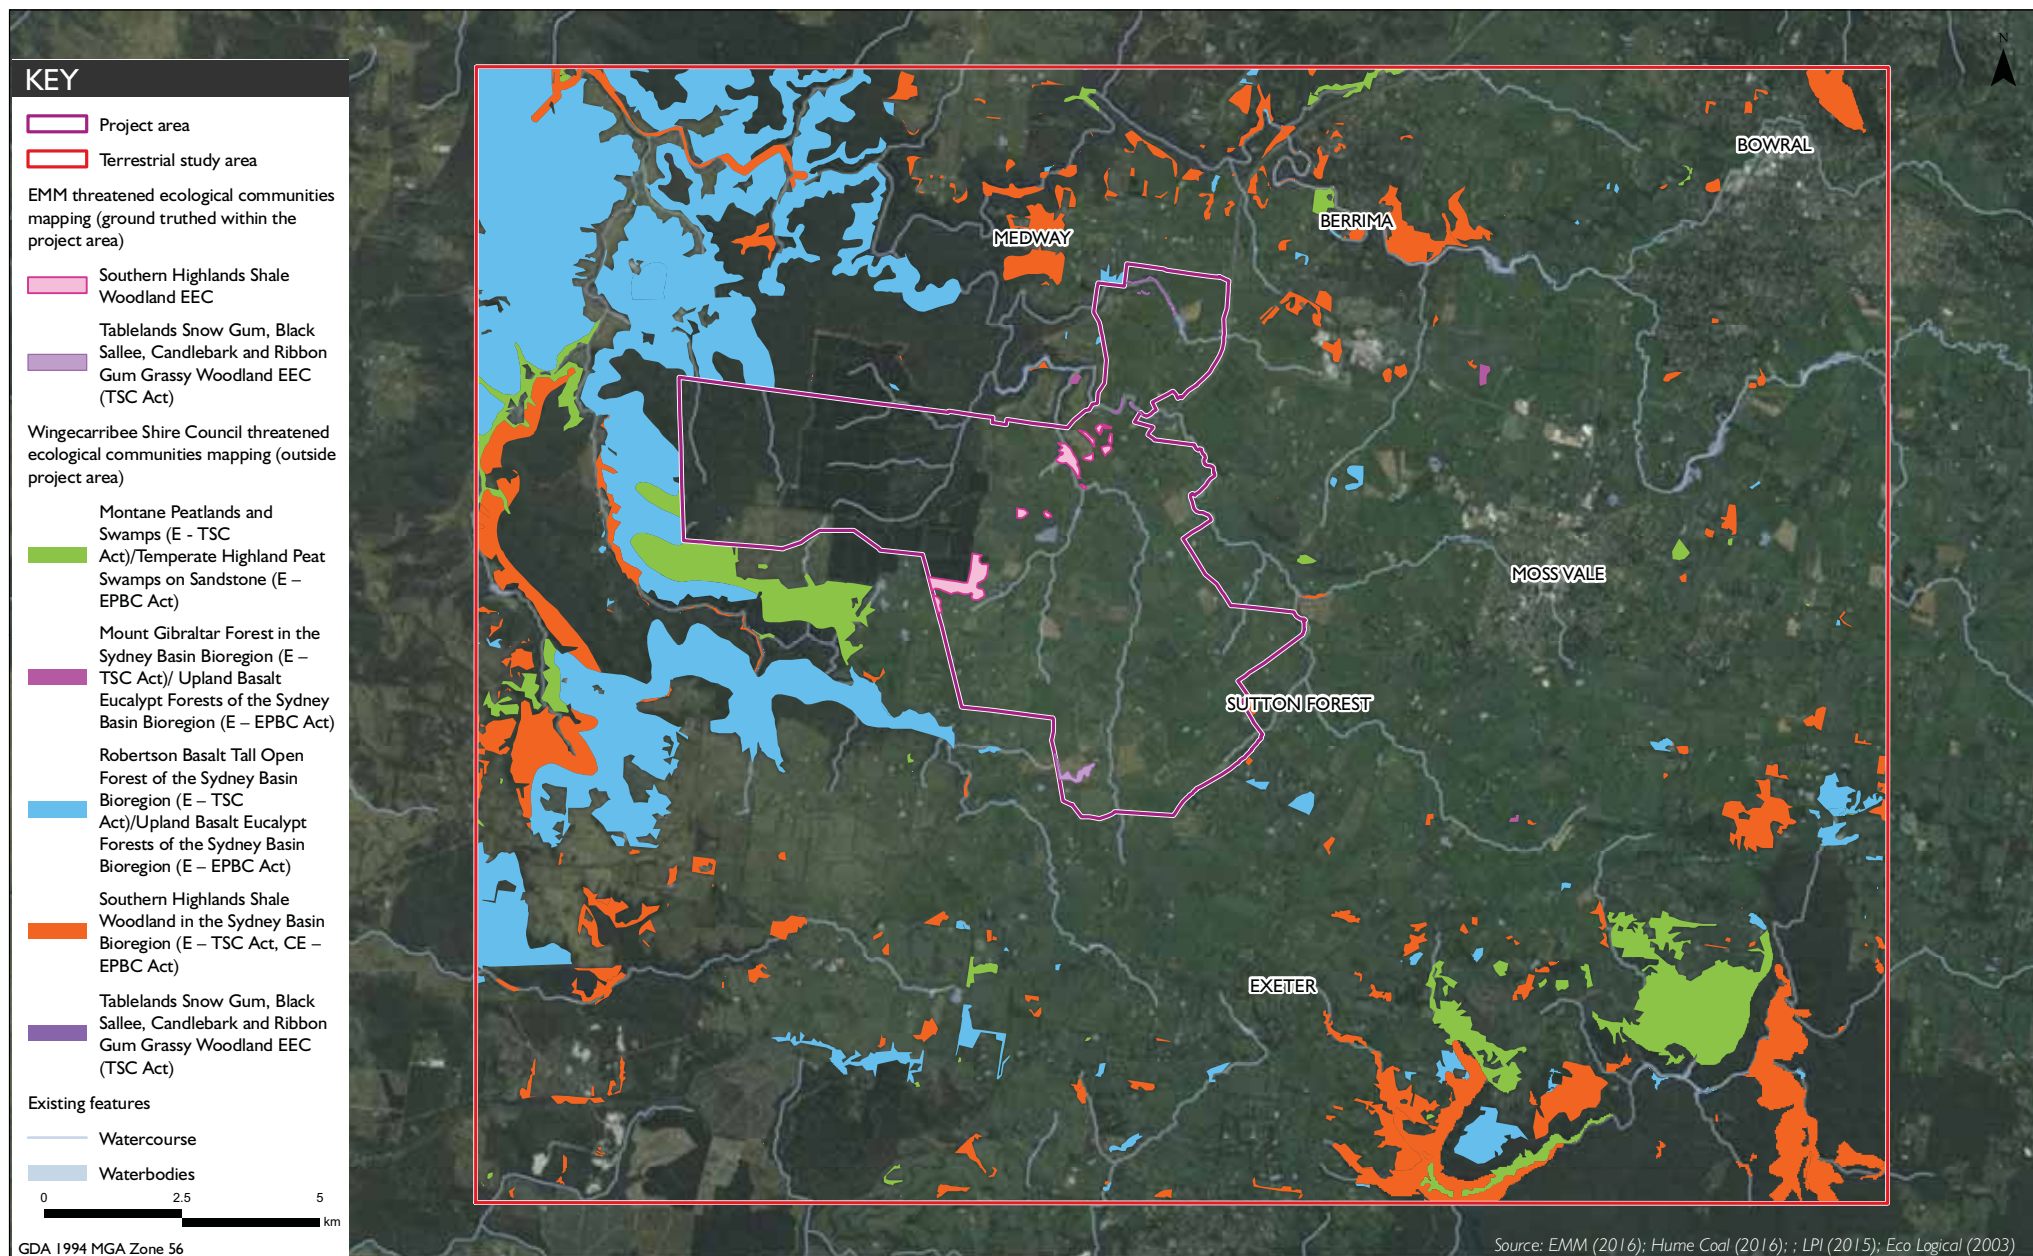 KEY
Project area
Terrestrial study area
EMM threatened ecological communities
mapping (ground truthed within the
project area)
Southern Highlands Shale
Woodland EEC
Tablelands Snow Gum, Black
Sallee, Candlebark and Ribbon
Gum Grassy Woodland EEC
(TSC Act)
Wingecarribee Shire Council threatened
ecological communities mapping (outside
project area)
Montane Peatlands and
Swamps (E - TSC
Act)/Temperate Highland Peat
Swamps on Sandstone (E –
EPBC Act)
Mount Gibraltar Forest in the
Sydney Basin Bioregion (E –
TSC Act)/ Upland Basalt
Eucalypt Forests of the Sydney
Basin Bioregion (E – EPBC Act)
Robertson Basalt Tall Open
Forest of the Sydney Basin
Bioregion (E – TSC
Act)/Upland Basalt Eucalypt
Forests of the Sydney Basin
Bioregion (E – EPBC Act)
Southern Highlands Shale
Woodland in the Sydney Basin
Bioregion (E – TSC Act, CE –
EPBC Act)
Tablelands Snow Gum, Black
Sallee, Candlebark and Ribbon
Gum Grassy Woodland EEC
(TSC Act)
Existing features
Watercourse
Waterbodies
0 2.5 5
km
GDA 1994 MGA Zone 56
N
BOWRAL
BERRIMA
MEDWAY
MOSS VALE
SUTTON FOREST
EXETER
Source: EMM (2016); Hume Coal (2016); ; LPI (2015); Eco Logical (2003)